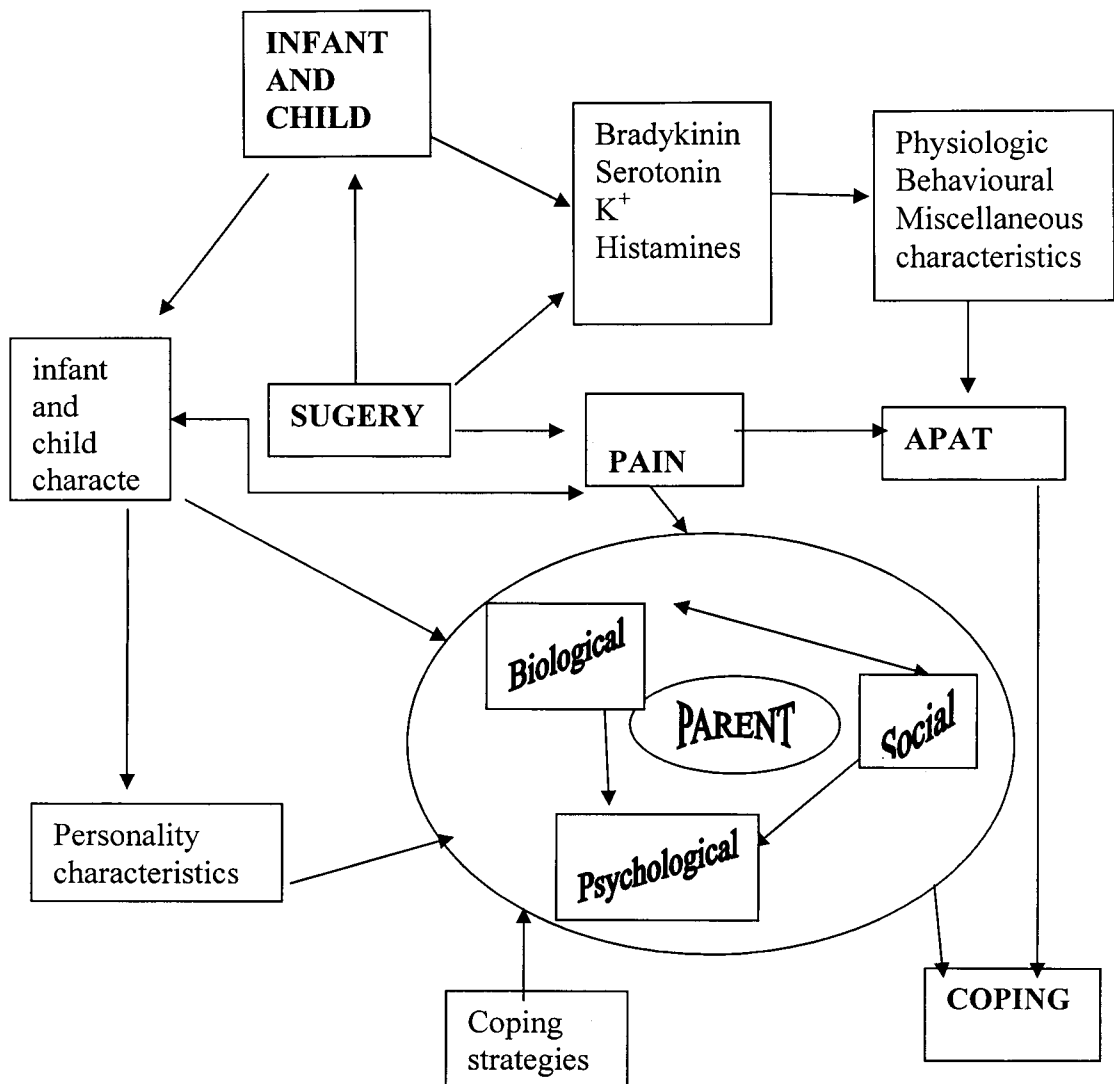 INFANT
AND
CHILD
Bradykinin
Serotonin
K⁺
Histamines
Physiologic
Behavioural
Miscellaneous
characteristics
infant
and
child
characte
SUGERY
PAIN
APAT
Biological
PARENT
Social
Psychological
Personality
characteristics
Coping
strategies
COPING